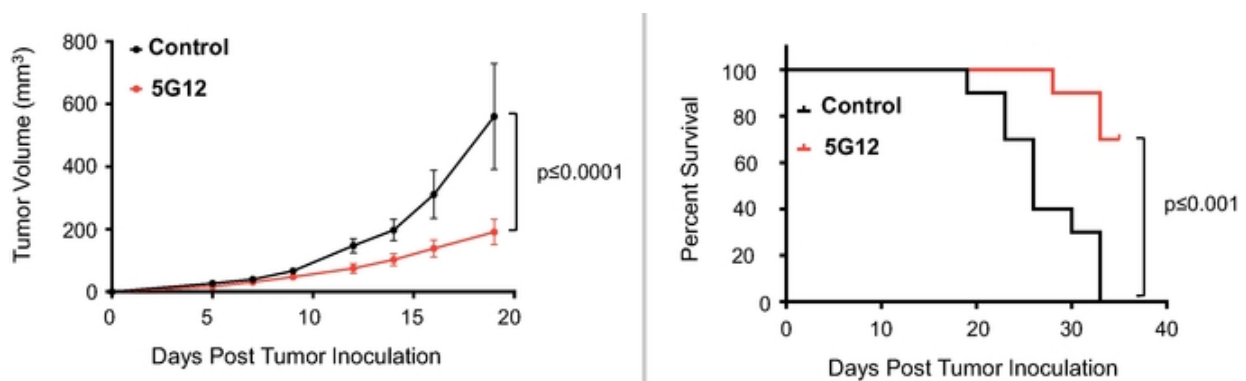 Tumor Volume (mm³)
800
600
400
200
0
Control
5G12
p≤0.0001
0 5 10 15 20
Days Post Tumor Inoculation
Percent Survival
100
80
60
40
20
0
Control
5G12
p≤0.001
0 10 20 30 40
Days Post Tumor Inoculation